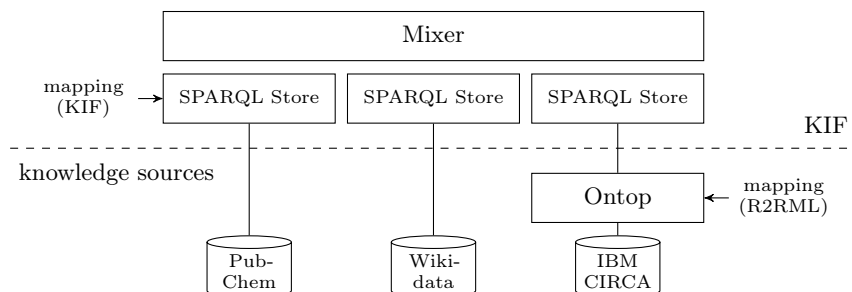 Mixer
mapping
(KIF)
SPARQL Store
SPARQL Store
SPARQL Store
KIF
knowledge sources
Ontop
mapping
(R2RML)
Pub-
Chem
Wiki-
data
IBM
CIRCA